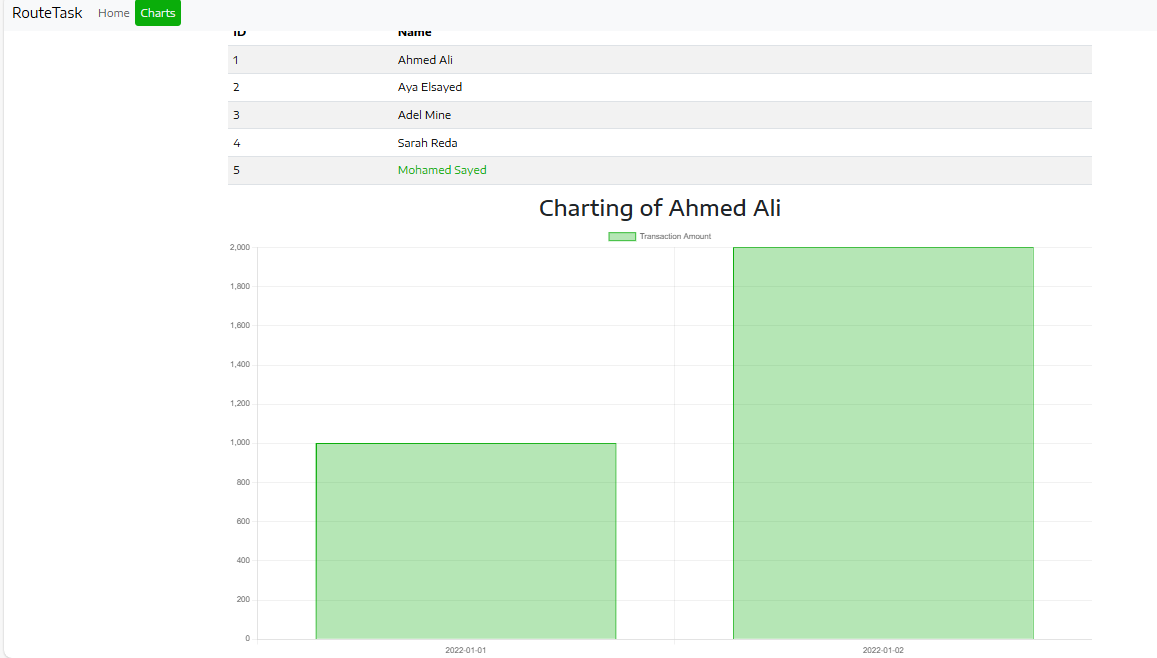 RouteTask Home Charts
ID Name
1 Ahmed Ali
2 Aya Elsayed
3 Adel Mine
4 Sarah Reda
5 Mohamed Sayed
Charting of Ahmed Ali
Transaction Amount
2,000
1,800
1,600
1,400
1,200
1,000
800
600
400
200
0
2022-01-01 2022-01-02